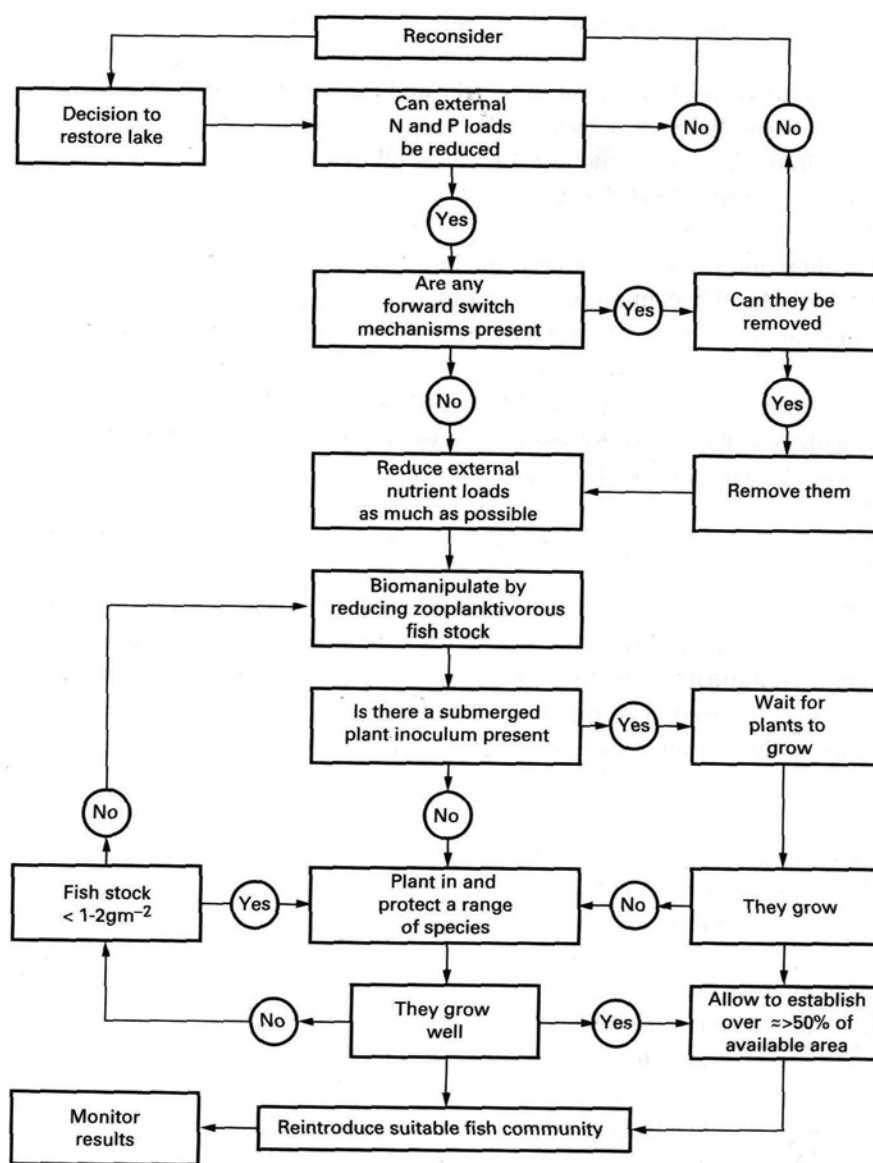 Reconsider
Decision to
restore lake
Can external
N and P loads
be reduced
No
No
Yes
Are any
forward switch
mechanisms present
Yes
Can they be
removed
No
Yes
Reduce external
nutrient loads
as much as possible
Remove them
Biomanipulate by
reducing zooplanktivorous
fish stock
Is there a submerged
plant inoculum present
Yes
Wait for
plants to
grow
No
No
Fish stock
< 1-2gm⁻²
Yes
Plant in and
protect a range
of species
No
They grow
No
They grow
well
Yes
Allow to establish
over ≈>50% of
available area
Monitor
results
Reintroduce suitable fish community